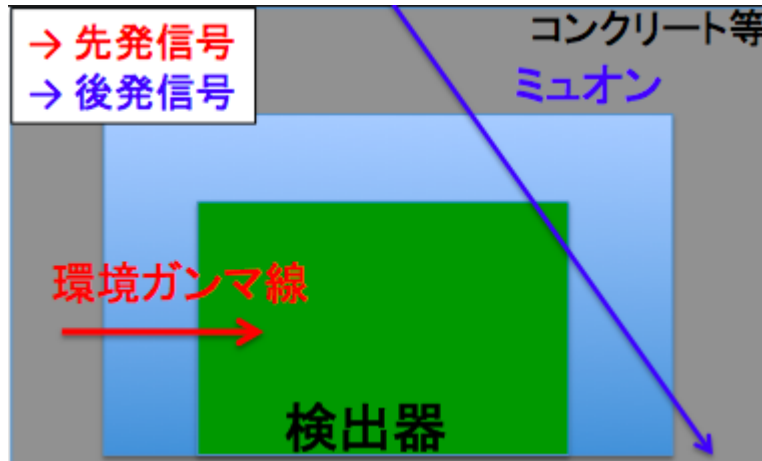 → 先発信号
→ 後発信号
コンクリート等
ミュオン
環境ガンマ線
検出器